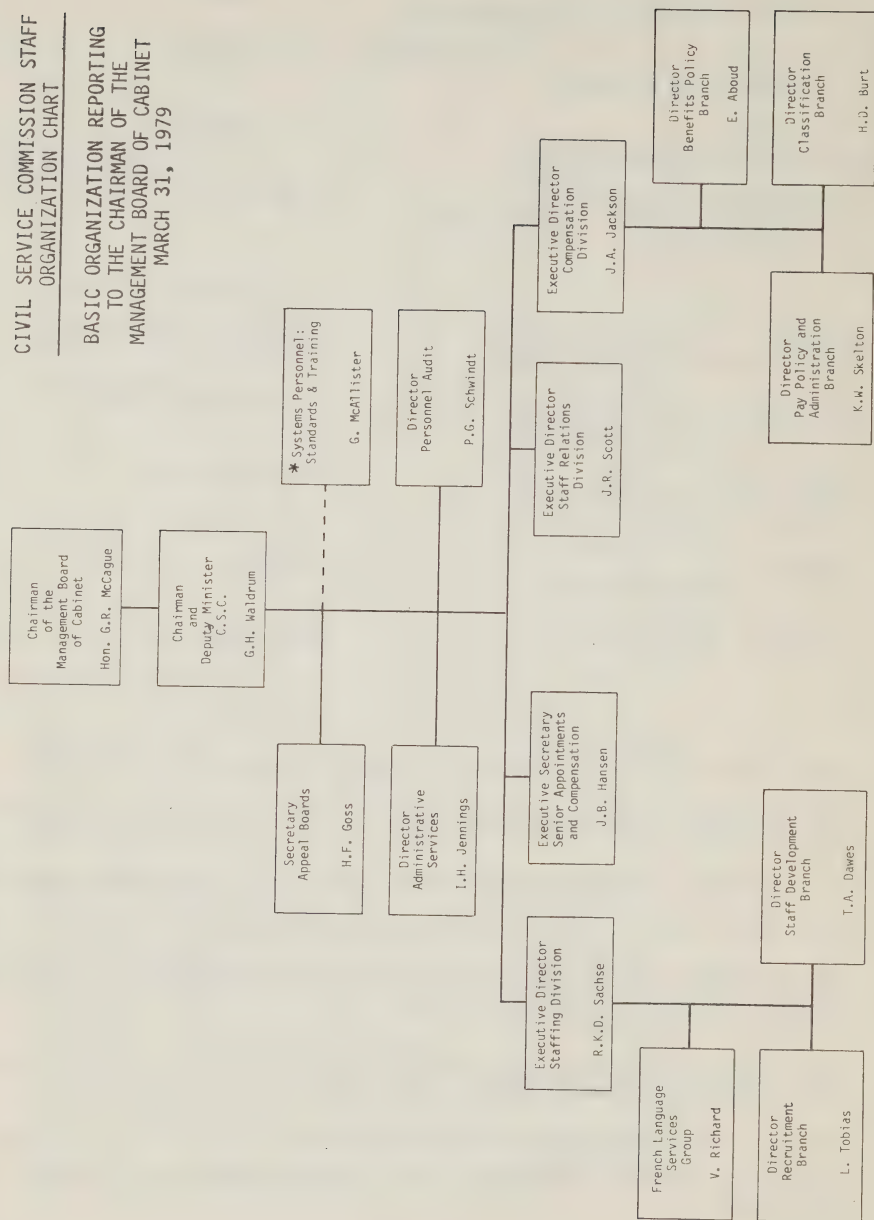 CIVIL SERVICE COMMISSION STAFF
ORGANIZATION CHART
BASIC ORGANIZATION REPORTING
TO THE CHAIRMAN OF THE
MANAGEMENT BOARD OF CABINET
MARCH 31, 1979
Chairman
of the
Management Board
of Cabinet
Hon. G.R. McCague
Chairman
and
Deputy Minister
C.S.C.
G.H. Waldrum
Secretary
Appeal Boards
H.F. Goss
* Systems Personnel:
Standards & Training
G. McAllister
Director
Administrative
Services
I.H. Jennings
Director
Personnel Audit
P.G. Schwindt
Executive Director
Staffing Division
R.K.D. Sachse
Executive Secretary
Senior Appointments
and Compensation
J.B. Hansen
Executive Director
Staff Relations
Division
J.R. Scott
Executive Director
Compensation
Division
J.A. Jackson
French Language
Services
Group
V. Richard
Director
Benefits Policy
Branch
E. Aboud
Director
Recruitment
Branch
L. Tobias
Director
Staff Development
Branch
T.A. Dawes
Director
Pay Policy and
Administration
Branch
K.W. Skelton
Director
Classification
Branch
H.D. Burt